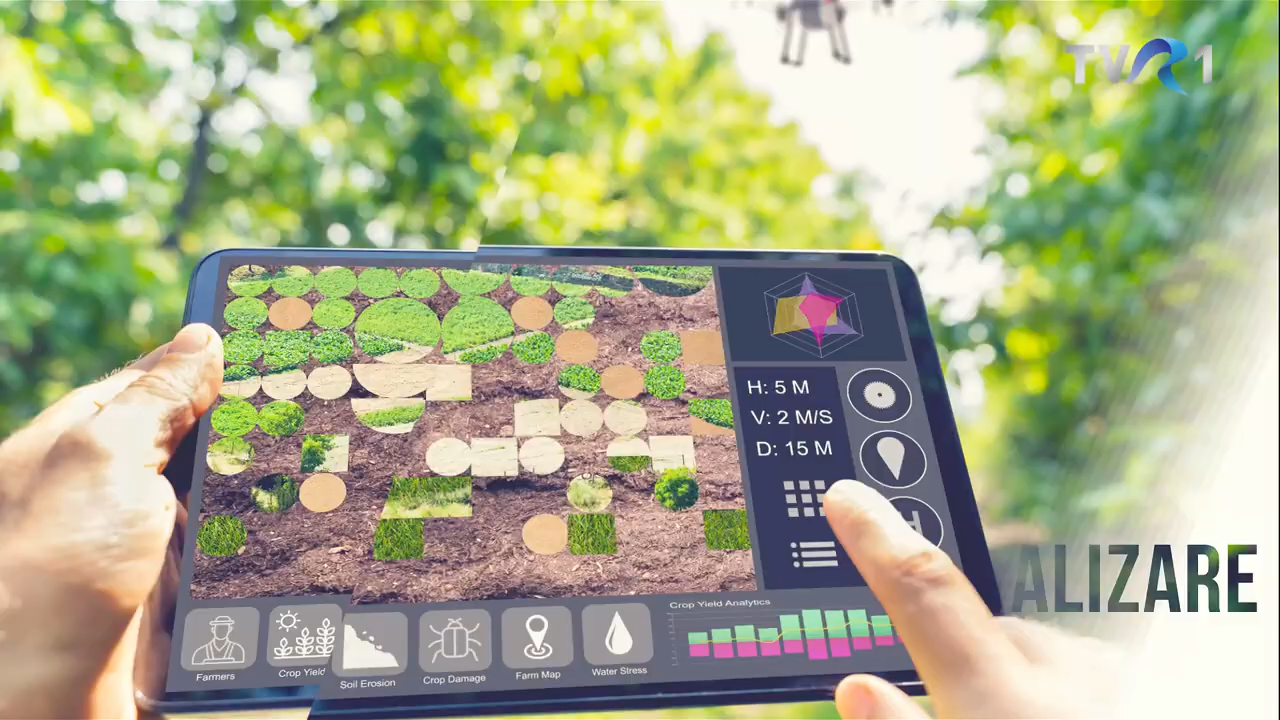 TVR1
H: 5 M
V: 2 M/S
D: 15 M
H
ALIZARE
Crop Yield Analytics
Farmers
Crop Yield
Soil Erosion
Crop Damage
Farm Map
Water Stress